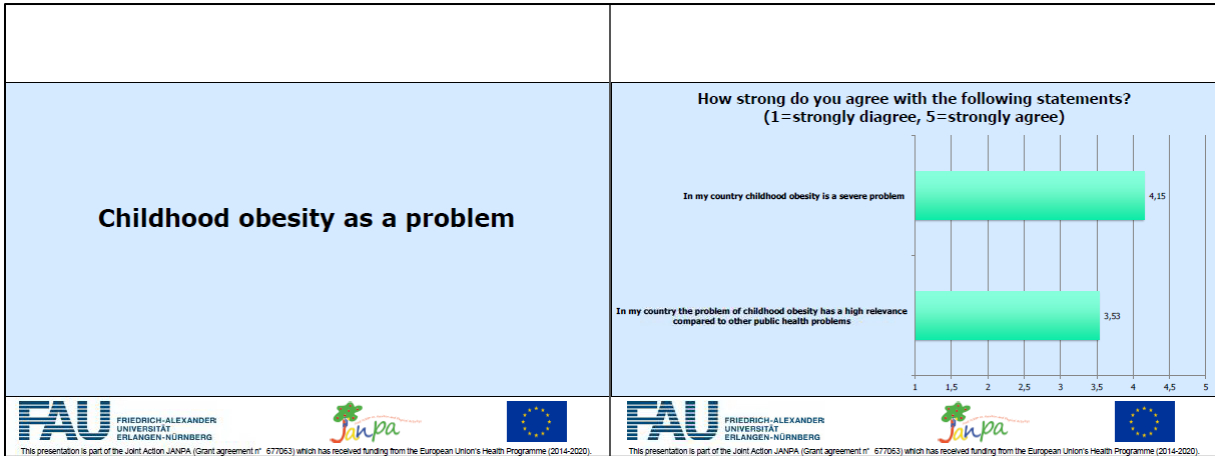 Childhood obesity as a problem
FAU FRIEDRICH-ALEXANDER
UNIVERSITÄT
ERLANGEN-NÜRNBERG
Janpa
This presentation is part of the Joint Action JANPA (Grant agreement n° 677063) which has received funding from the European Union's Health Programme (2014-2020).
How strong do you agree with the following statements?
(1=strongly diagree, 5=strongly agree)
In my country childhood obesity is a severe problem
4,15
In my country the problem of childhood obesity has a high relevance
compared to other public health problems
3,53
1 1,5 2 2,5 3 3,5 4 4,5 5
FAU FRIEDRICH-ALEXANDER
UNIVERSITÄT
ERLANGEN-NÜRNBERG
Janpa
This presentation is part of the Joint Action JANPA (Grant agreement n° 677063) which has received funding from the European Union's Health Programme (2014-2020).